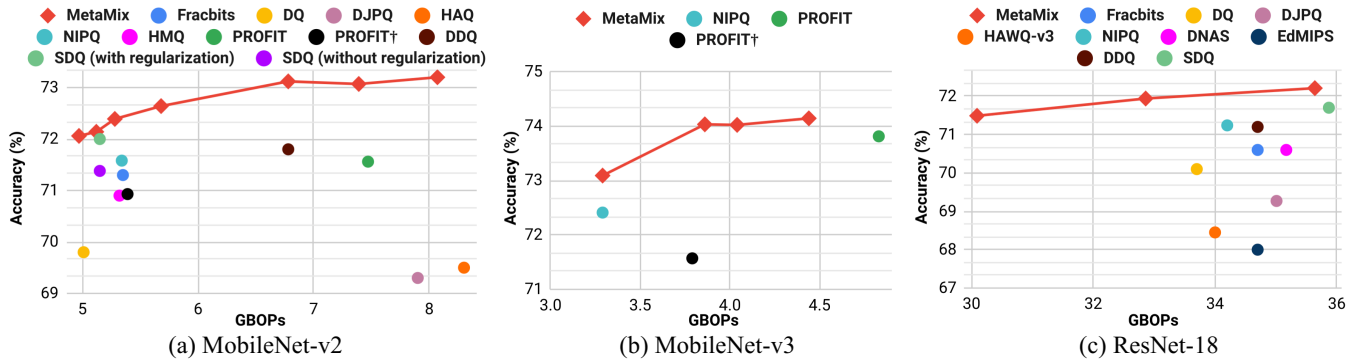 MetaMix Fracbits DQ DJPQ HAQ
NIPQ HMQ PROFIT PROFIT† DDQ
SDQ (with regularization) SDQ (without regularization)
73
72
71
70
69
Accuracy (%)
5 6 7 8
GBOPs
(a) MobileNet-v2
MetaMix NIPQ PROFIT
PROFIT†
75
74
73
72
71
Accuracy (%)
3.0 3.5 4.0 4.5
GBOPs
(b) MobileNet-v3
MetaMix Fracbits DQ DJPQ
HAWQ-v3 NIPQ DNAS EdMIPS
DDQ SDQ
72
71
70
69
68
67
Accuracy (%)
30 32 34 36
GBOPs
(c) ResNet-18